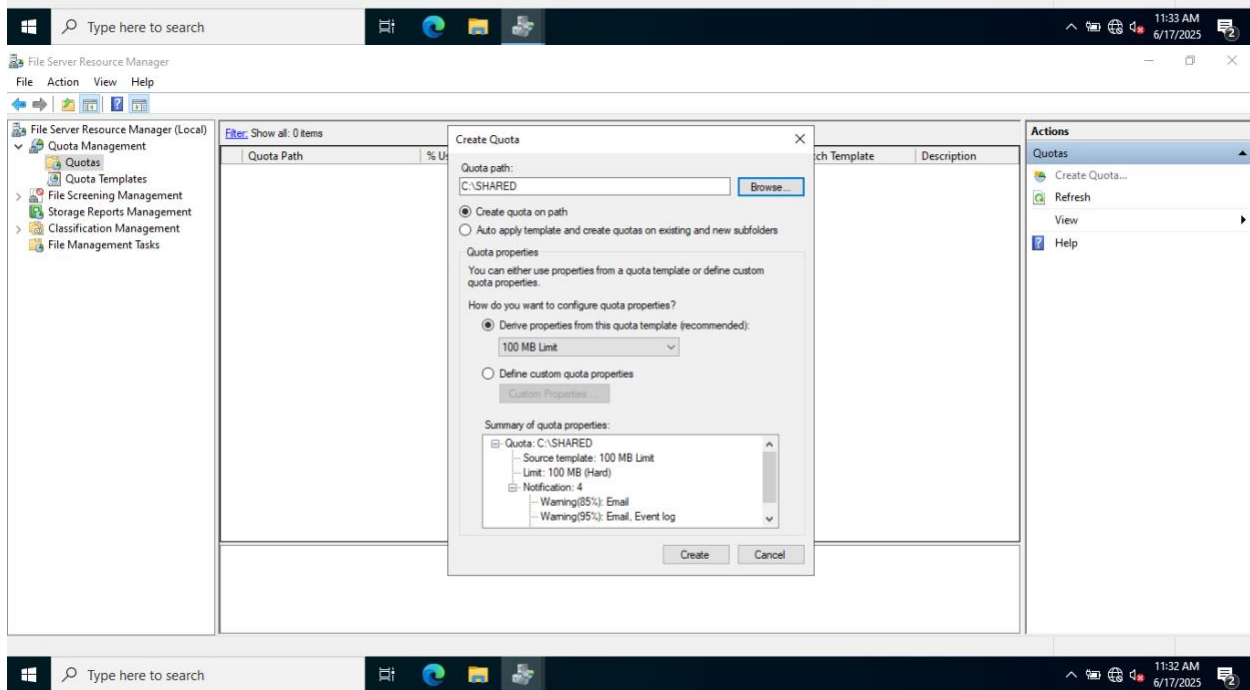 Type here to search
11:33 AM
6/17/2025
2
File Server Resource Manager
File Action View Help
File Server Resource Manager (Local)
Quota Management
Quotas
Quota Templates
File Screening Management
Storage Reports Management
Classification Management
File Management Tasks
Filter: Show all: 0 items
Quota Path % Us
tch Template Description
Create Quota
Quota path:
C:\SHARED Browse...
Create quota on path
Auto apply template and create quotas on existing and new subfolders
Quota properties
You can either use properties from a quota template or define custom
quota properties.
How do you want to configure quota properties?
Derive properties from this quota template (recommended):
100 MB Limit
Define custom quota properties
Custom Properties ...
Summary of quota properties:
Quota: C:\SHARED
Source template: 100 MB Limit
Limit: 100 MB (Hard)
Notification: 4
Warning(85%): Email
Warning(95%): Email, Event log
Create Cancel
Actions
Quotas
Create Quota...
Refresh
View
Help
Type here to search
11:32 AM
6/17/2025
2